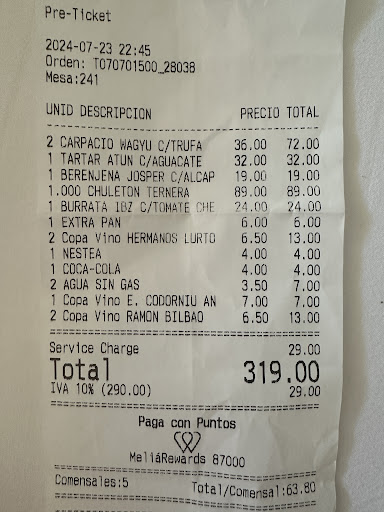 Pre-Ticket
2024-07-23 22:45
Orden: T070701500_28038
Mesa:241
UNID DESCRIPCION PRECIO TOTAL
2 CARPACIO WAGYU C/TRUFA 36.00 72.00
1 TARTAR ATUN C/AGUACATE 32.00 32.00
1 BERENJENA JOSPER C/ALCAP 19.00 19.00
1.000 CHULETON TERNERA 89.00 89.00
1 BURRATA IBZ C/TOMATE CHE 24.00 24.00
1 EXTRA PAN 6.00 6.00
2 Copa Vino HERMANOS LURTO 6.50 13.00
1 NESTEA 4.00 4.00
1 COCA-COLA 4.00 4.00
2 AGUA SIN GAS 3.50 7.00
1 Copa Vino E. CODORNIU AN 7.00 7.00
2 Copa Vino RAMON BILBAO 6.50 13.00
Service Charge 29.00
Total 319.00
IVA 10% (290.00) 29.00
Paga con Puntos
MeliáRewards 87000
Comensales:5 Total/Comensal:63.80